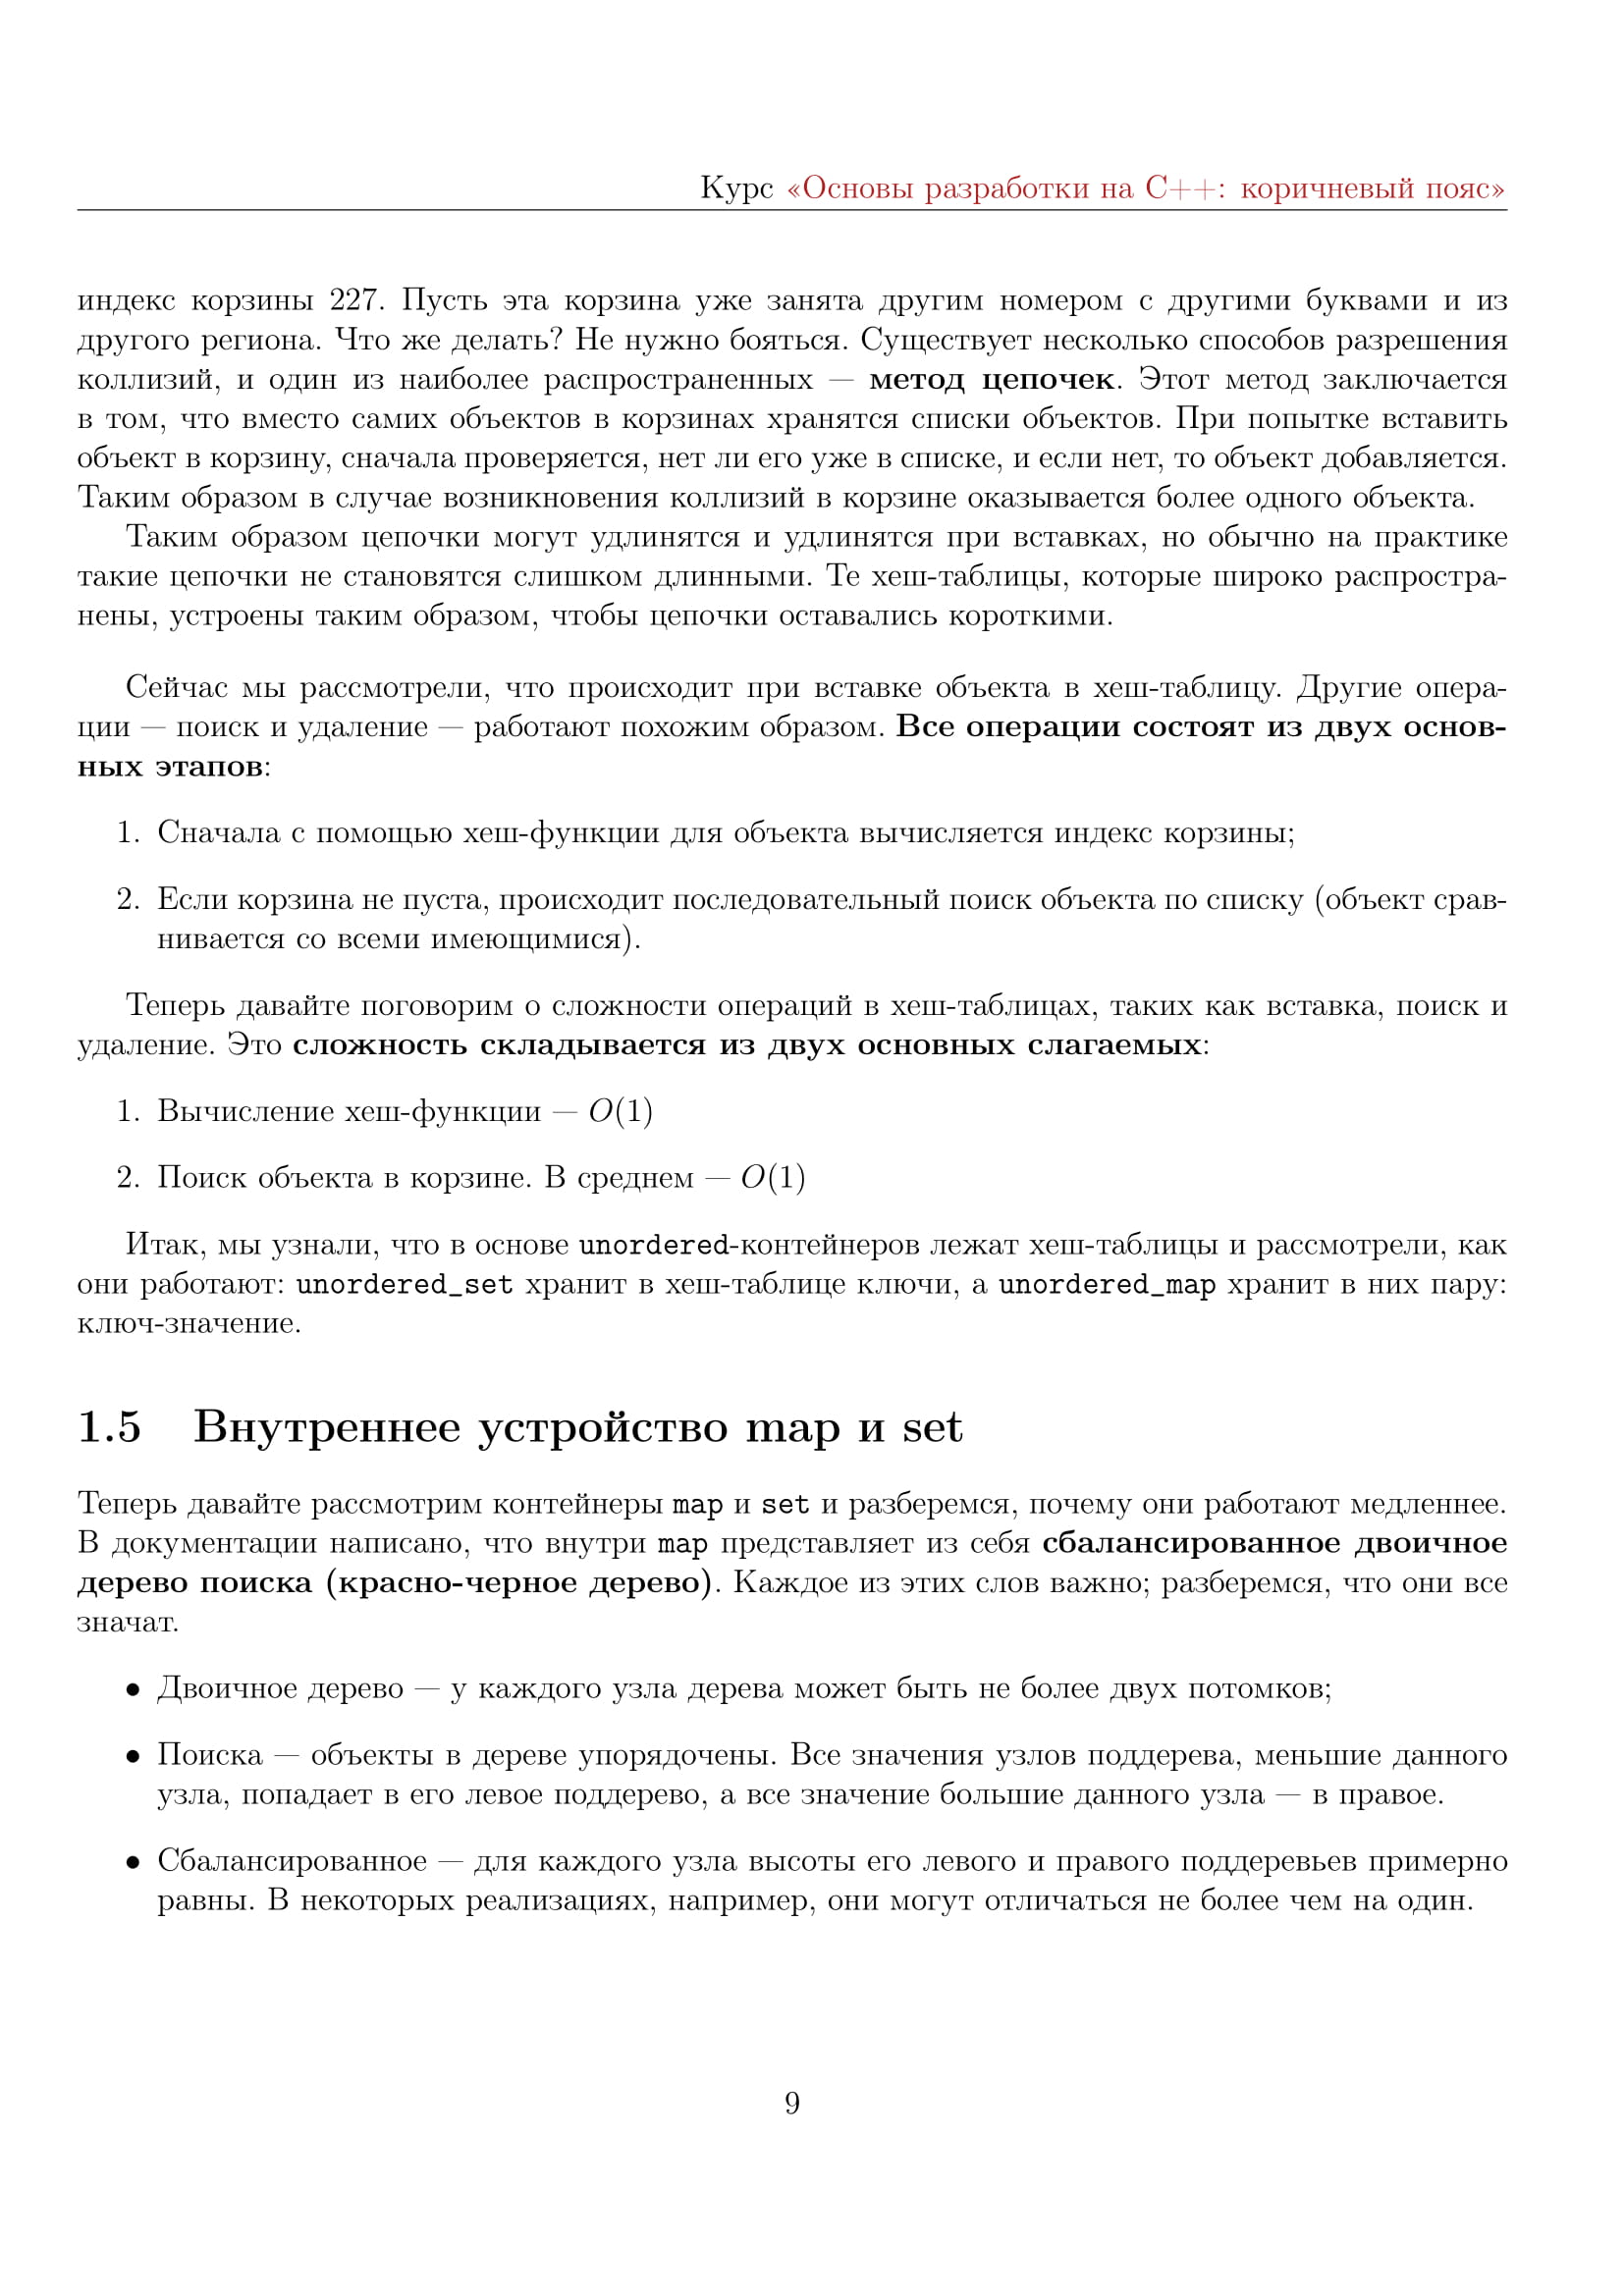 Курс «Основы разработки на C++: коричневый пояс»
индекс корзины 227. Пусть эта корзина уже занята другим номером с другими буквами и из
другого региона. Что же делать? Не нужно бояться. Существует несколько способов разрешения
коллизий, и один из наиболее распространенных — метод цепочек. Этот метод заключается
в том, что вместо самих объектов в корзинах хранятся списки объектов. При попытке вставить
объект в корзину, сначала проверяется, нет ли его уже в списке, и если нет, то объект добавляется.
Таким образом в случае возникновения коллизий в корзине оказывается более одного объекта.
Таким образом цепочки могут удлинятся и удлинятся при вставках, но обычно на практике
такие цепочки не становятся слишком длинными. Те хеш-таблицы, которые широко распростра-
нены, устроены таким образом, чтобы цепочки оставались короткими.
Сейчас мы рассмотрели, что происходит при вставке объекта в хеш-таблицу. Другие опера-
ции — поиск и удаление — работают похожим образом. Все операции состоят из двух основ-
ных этапов:
1. Сначала с помощью хеш-функции для объекта вычисляется индекс корзины;
2. Если корзина не пуста, происходит последовательный поиск объекта по списку (объект срав-
нивается со всеми имеющимися).
Теперь давайте поговорим о сложности операций в хеш-таблицах, таких как вставка, поиск и
удаление. Это сложность складывается из двух основных слагаемых:
1. Вычисление хеш-функции — O(1)
2. Поиск объекта в корзине. В среднем — O(1)
Итак, мы узнали, что в основе unordered-контейнеров лежат хеш-таблицы и рассмотрели, как
они работают: unordered_set хранит в хеш-таблице ключи, а unordered_map хранит в них пару:
ключ-значение.
1.5 Внутреннее устройство map и set
Теперь давайте рассмотрим контейнеры map и set и разберемся, почему они работают медленнее.
В документации написано, что внутри map представляет из себя сбалансированное двоичное
дерево поиска (красно-черное дерево). Каждое из этих слов важно; разберемся, что они все
значат.
• Двоичное дерево — у каждого узла дерева может быть не более двух потомков;
• Поиска — объекты в дереве упорядочены. Все значения узлов поддерева, меньшие данного
узла, попадает в его левое поддерево, а все значение большие данного узла — в правое.
• Сбалансированное — для каждого узла высоты его левого и правого поддеревьев примерно
равны. В некоторых реализациях, например, они могут отличаться не более чем на один.
9